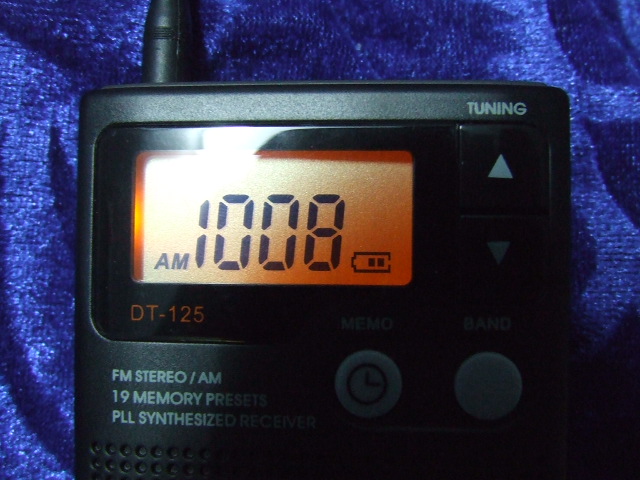 TUNING
AM 1008
DT-125
MEMO BAND
FM STEREO / AM
19 MEMORY PRESETS
PLL SYNTHESIZED RECEIVER